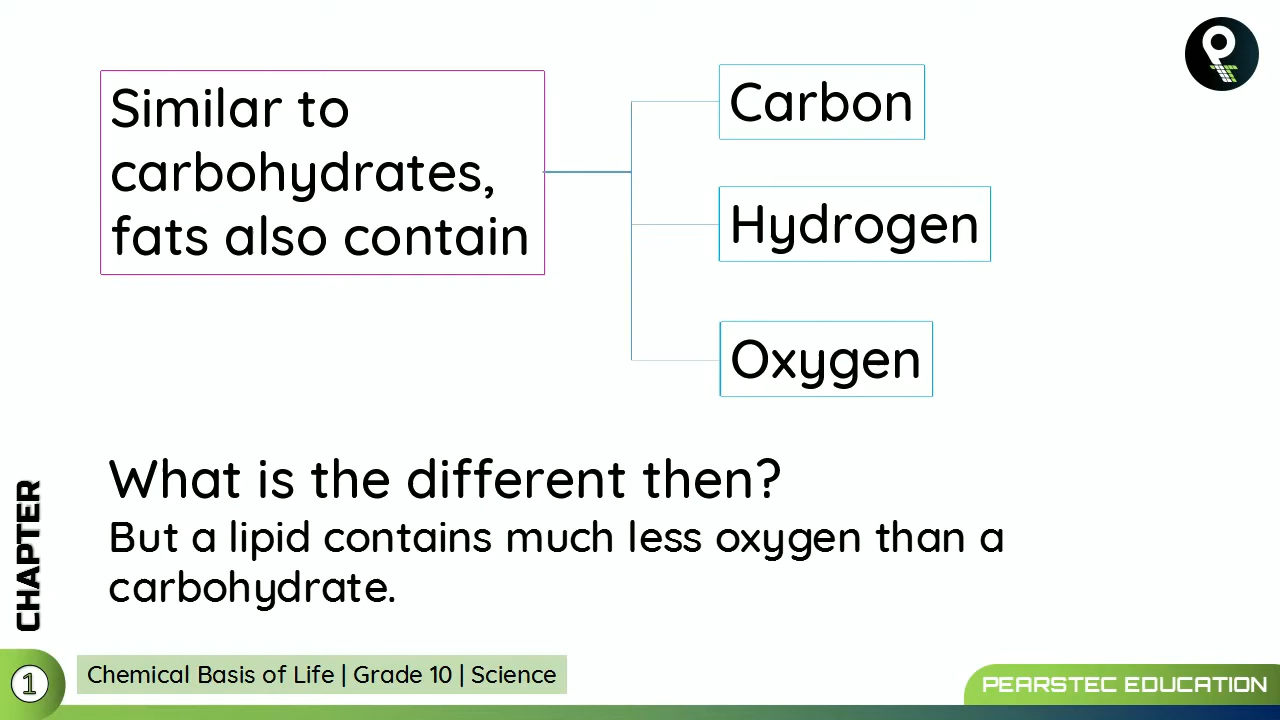 Similar to
carbohydrates,
fats also contain
Carbon
Hydrogen
Oxygen
What is the different then?
But a lipid contains much less oxygen than a
carbohydrate.
CHAPTER
1
Chemical Basis of Life | Grade 10 | Science
PEARSTEC EDUCATION